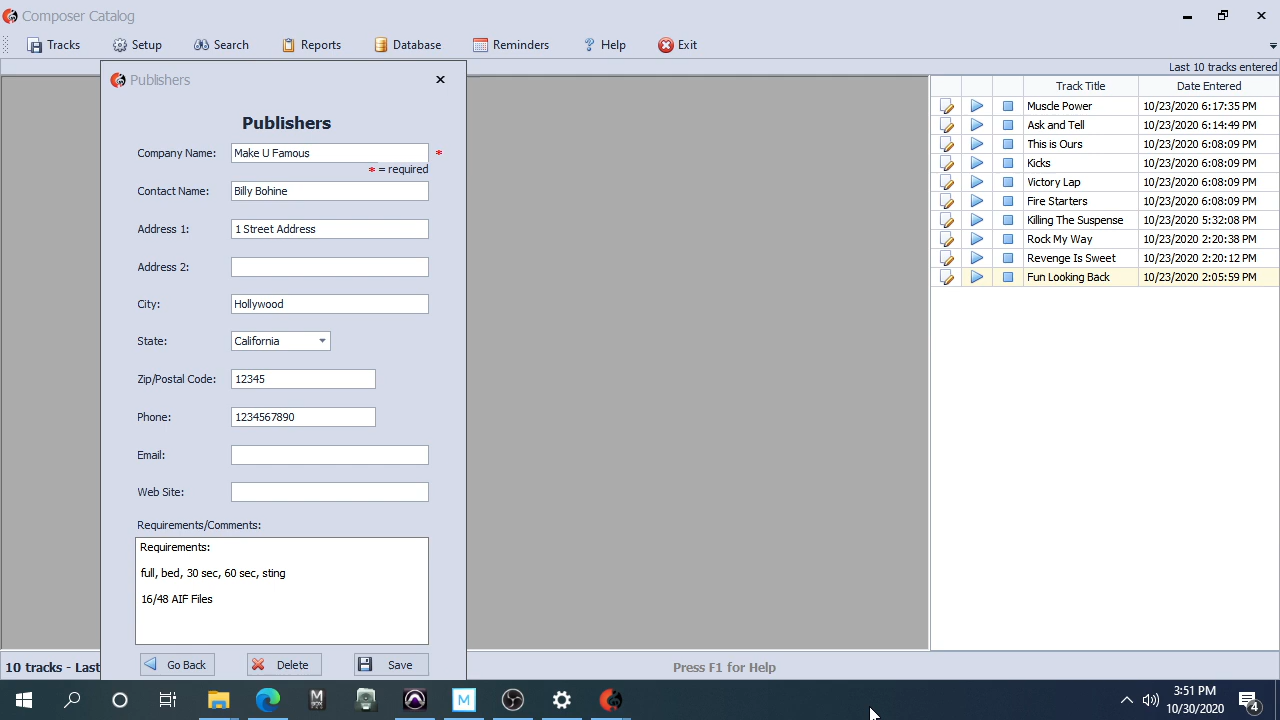 Composer Catalog
Tracks Setup Search Reports Database Reminders Help Exit
Last 10 tracks entered
Publishers
Publishers
Company Name: Make U Famous *
* = required
Contact Name: Billy Bohine
Address 1: 1 Street Address
Address 2:
City: Hollywood
State: California
Zip/Postal Code: 12345
Phone: 1234567890
Email:
Web Site:
Requirements/Comments:
Requirements:
full, bed, 30 sec, 60 sec, sting
16/48 AIF Files
Go Back Delete Save
Track Title Date Entered
Muscle Power 10/23/2020 6:17:35 PM
Ask and Tell 10/23/2020 6:14:49 PM
This is Ours 10/23/2020 6:08:09 PM
Kicks 10/23/2020 6:08:09 PM
Victory Lap 10/23/2020 6:08:09 PM
Fire Starters 10/23/2020 6:08:09 PM
Killing The Suspense 10/23/2020 5:32:08 PM
Rock My Way 10/23/2020 2:20:38 PM
Revenge Is Sweet 10/23/2020 2:20:12 PM
Fun Looking Back 10/23/2020 2:05:59 PM
10 tracks - Last
Press F1 for Help
M
M
3:51 PM
10/30/2020
4